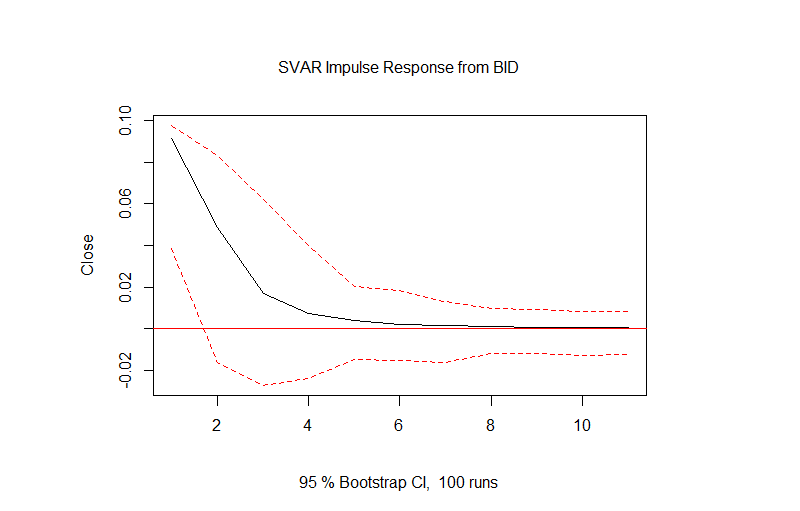 SVAR Impulse Response from BID
Close
0.10
0.06
0.02
-0.02
2 4 6 8 10
95 % Bootstrap CI, 100 runs